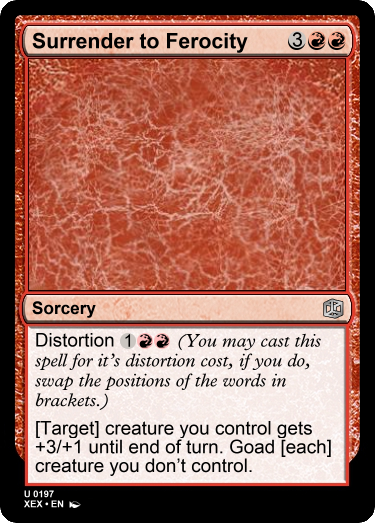 Surrender to Ferocity 3
Sorcery
Distortion 1 (You may cast this
spell for it's distortion cost, if you do,
swap the positions of the words in
brackets.)
[Target] creature you control gets
+3/+1 until end of turn. Goad [each]
creature you don't control.
U 0197
XEX • EN